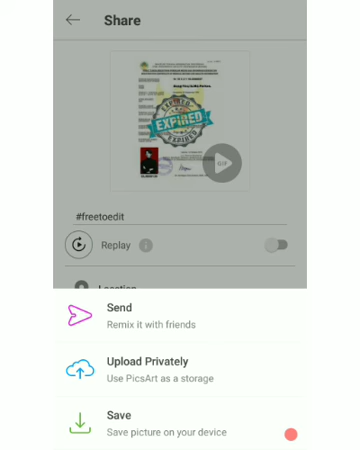 Share
EXPIRED
GIF
#freetoedit
Replay
Location
Send
Remix it with friends
Upload Privately
Use PicsArt as a storage
Save
Save picture on your device